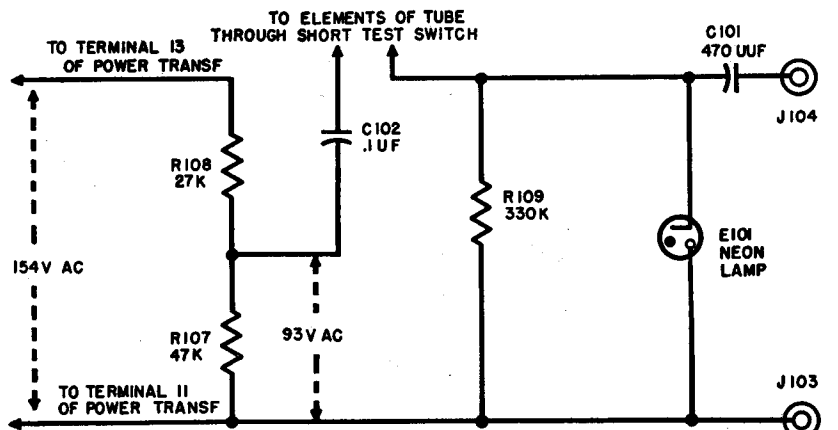 TO ELEMENTS OF TUBE
THROUGH SHORT TEST SWITCH
TO TERMINAL 13
OF POWER TRANSF
C101
470 UUF
J104
C102
.1UF
R108
27K
R109
330K
E101
NEON
LAMP
154V AC
93V AC
R107
47K
J103
TO TERMINAL 11
OF POWER TRANSF